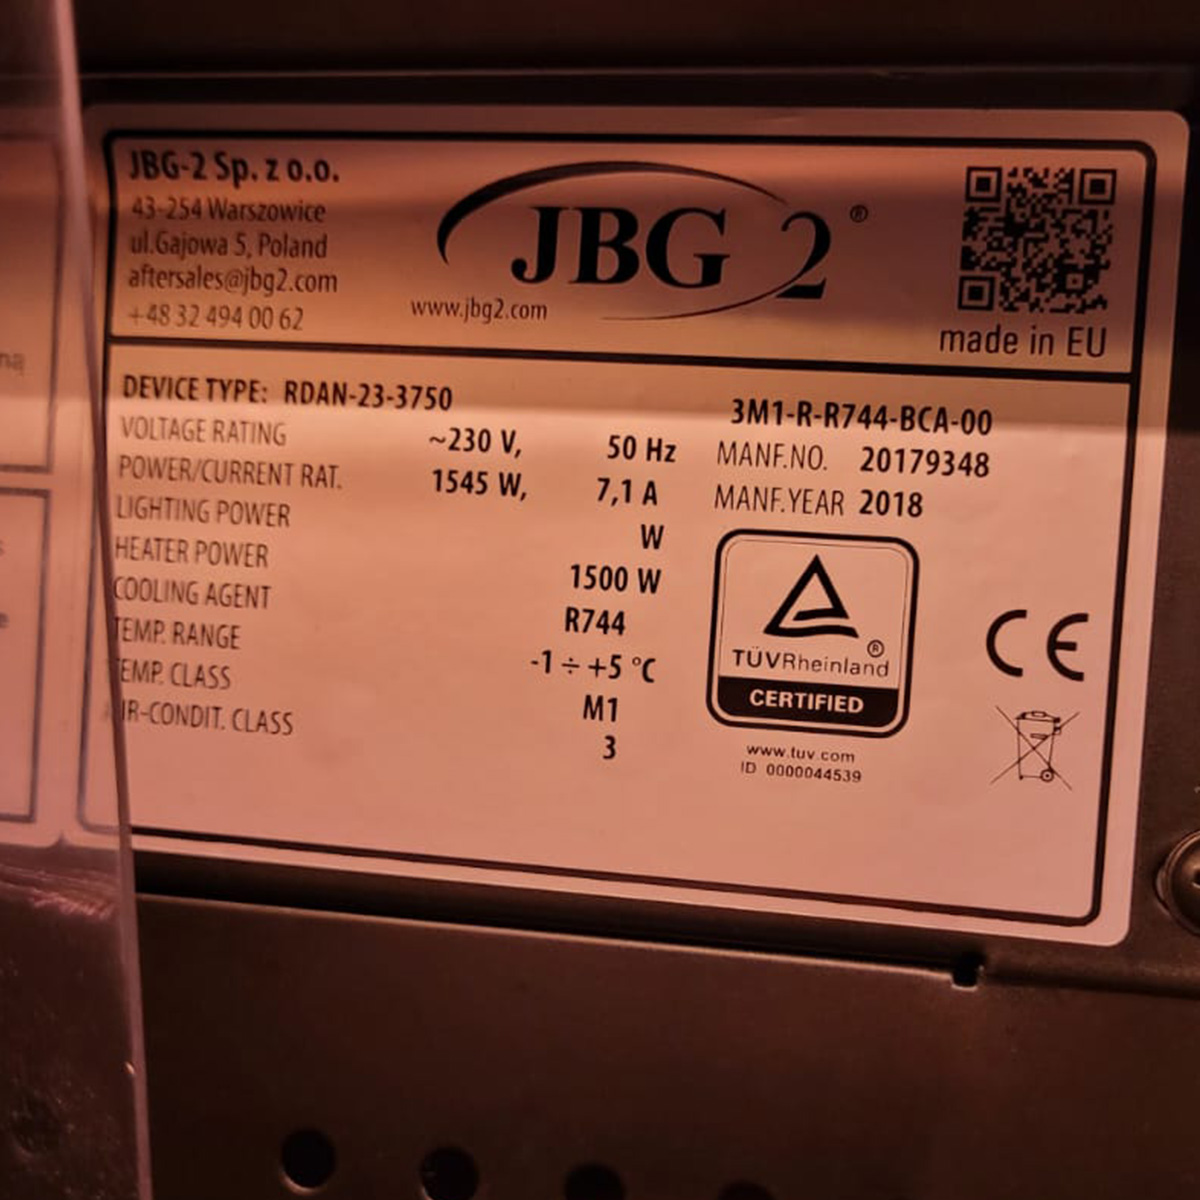 JBG-2 Sp. z o.o.
43-254 Warszowice
ul.Gajowa 5, Poland
aftersales@jbg2.com
+48 32 494 00 62
JBG 2®
www.jbg2.com
made in EU
DEVICE TYPE: RDAN-23-3750
3M1-R-R744-BCA-00
VOLTAGE RATING ~230 V, 50 Hz
MANF.NO. 20179348
POWER/CURRENT RAT. 1545 W, 7,1 A
MANF.YEAR 2018
LIGHTING POWER W
HEATER POWER 1500 W
COOLING AGENT R744
TEMP. RANGE -1 ÷ +5 °C
TEMP. CLASS M1
AIR-CONDIT. CLASS 3
TÜVRheinland®
CERTIFIED
www.tuv.com
ID 0000044539
CE